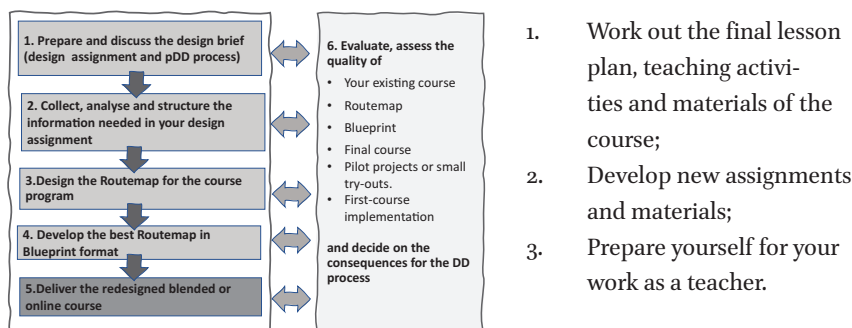 1. Prepare and discuss the design brief
(design assignment and pDD process)
2. Collect, analyse and structure the
information needed in your design
assignment
3.Design the Routemap for the course
program
4. Develop the best Routemap in
Blueprint format
5.Deliver the redesigned blended or
online course
6. Evaluate, assess the
quality of
• Your existing course
• Routemap
• Blueprint
• Final course
• Pilot projects or small
try-outs.
• First-course
implementation
and decide on the
consequences for the DD
process
1. Work out the final lesson
plan, teaching activi-
ties and materials of the
course;
2. Develop new assignments
and materials;
3. Prepare yourself for your
work as a teacher.